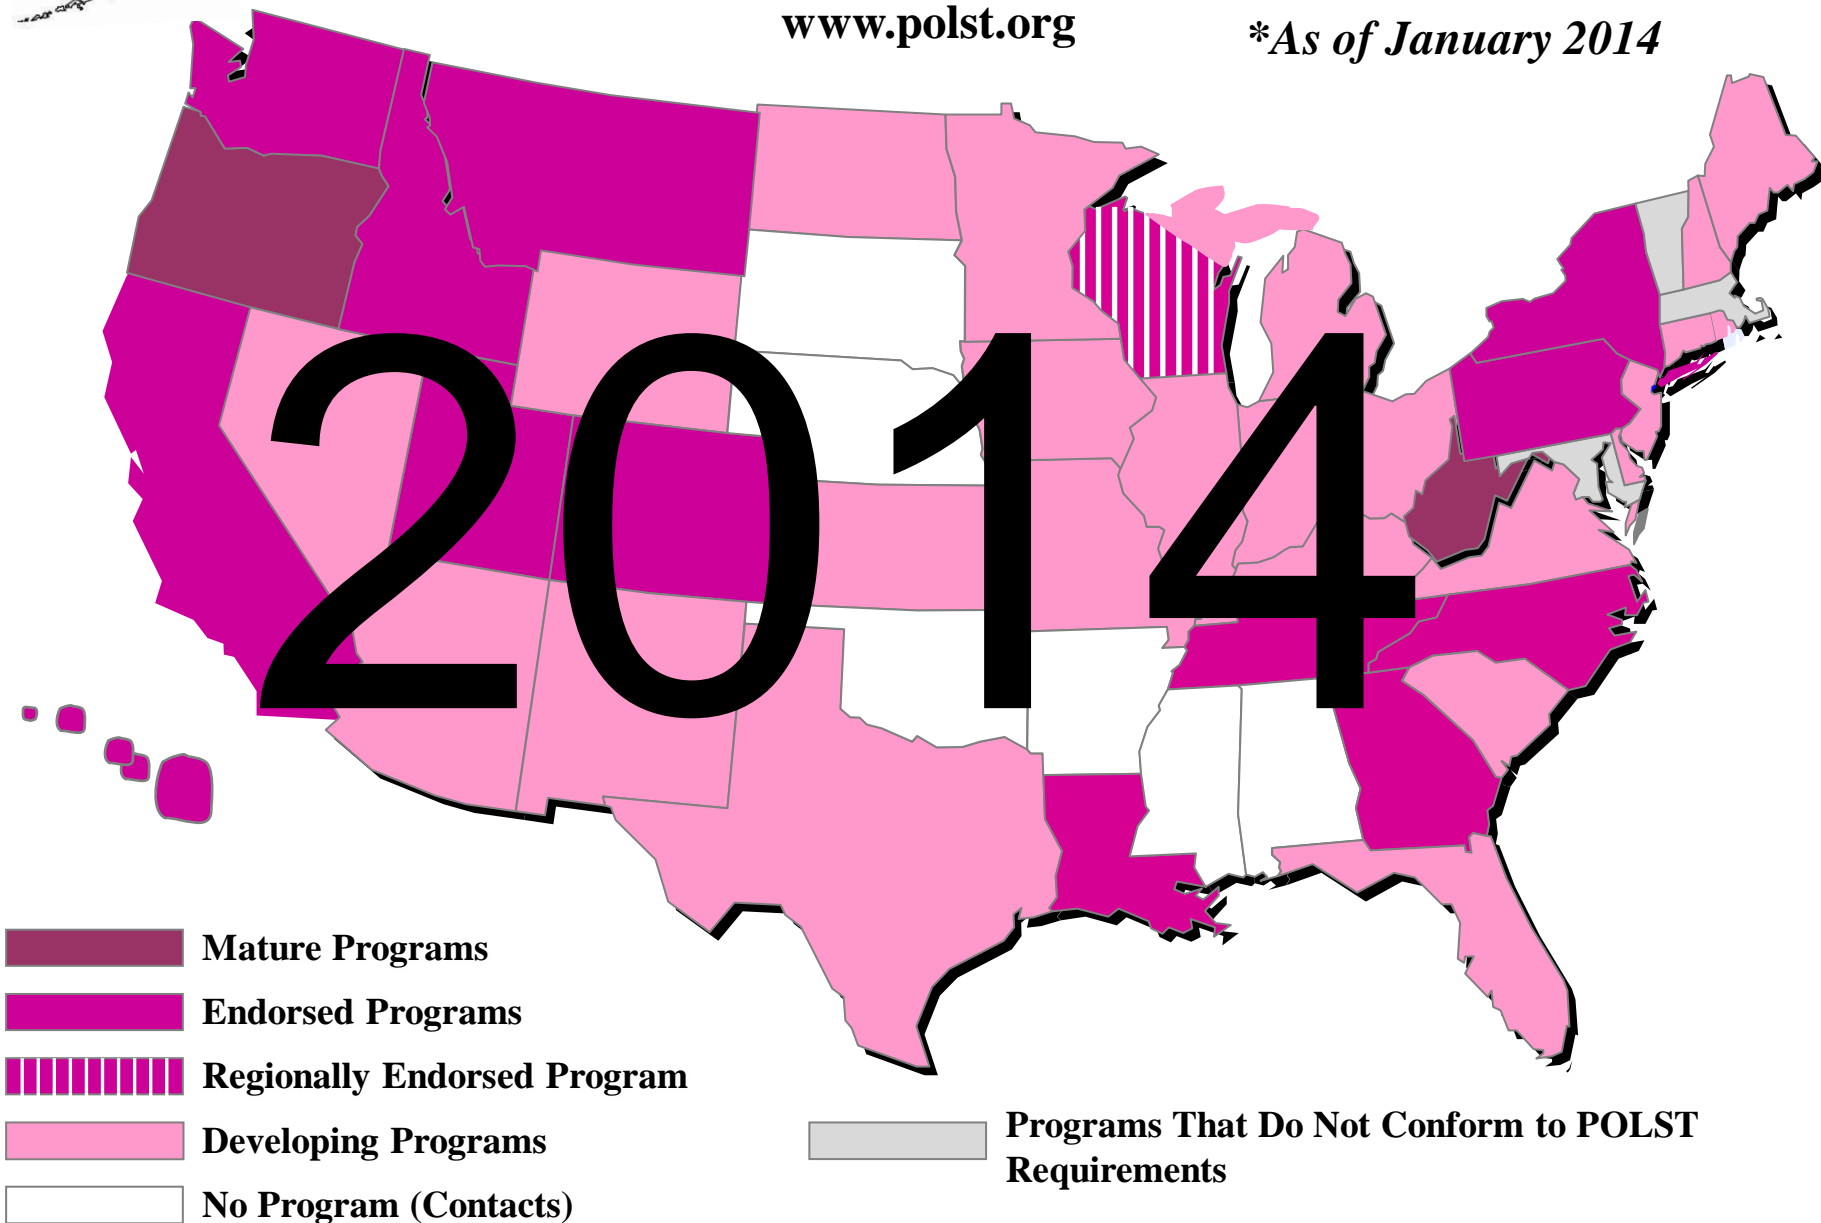 www.polst.org
*As of January 2014
2014
Mature Programs
Endorsed Programs
Regionally Endorsed Program
Developing Programs
No Program (Contacts)
Programs That Do Not Conform to POLST
Requirements